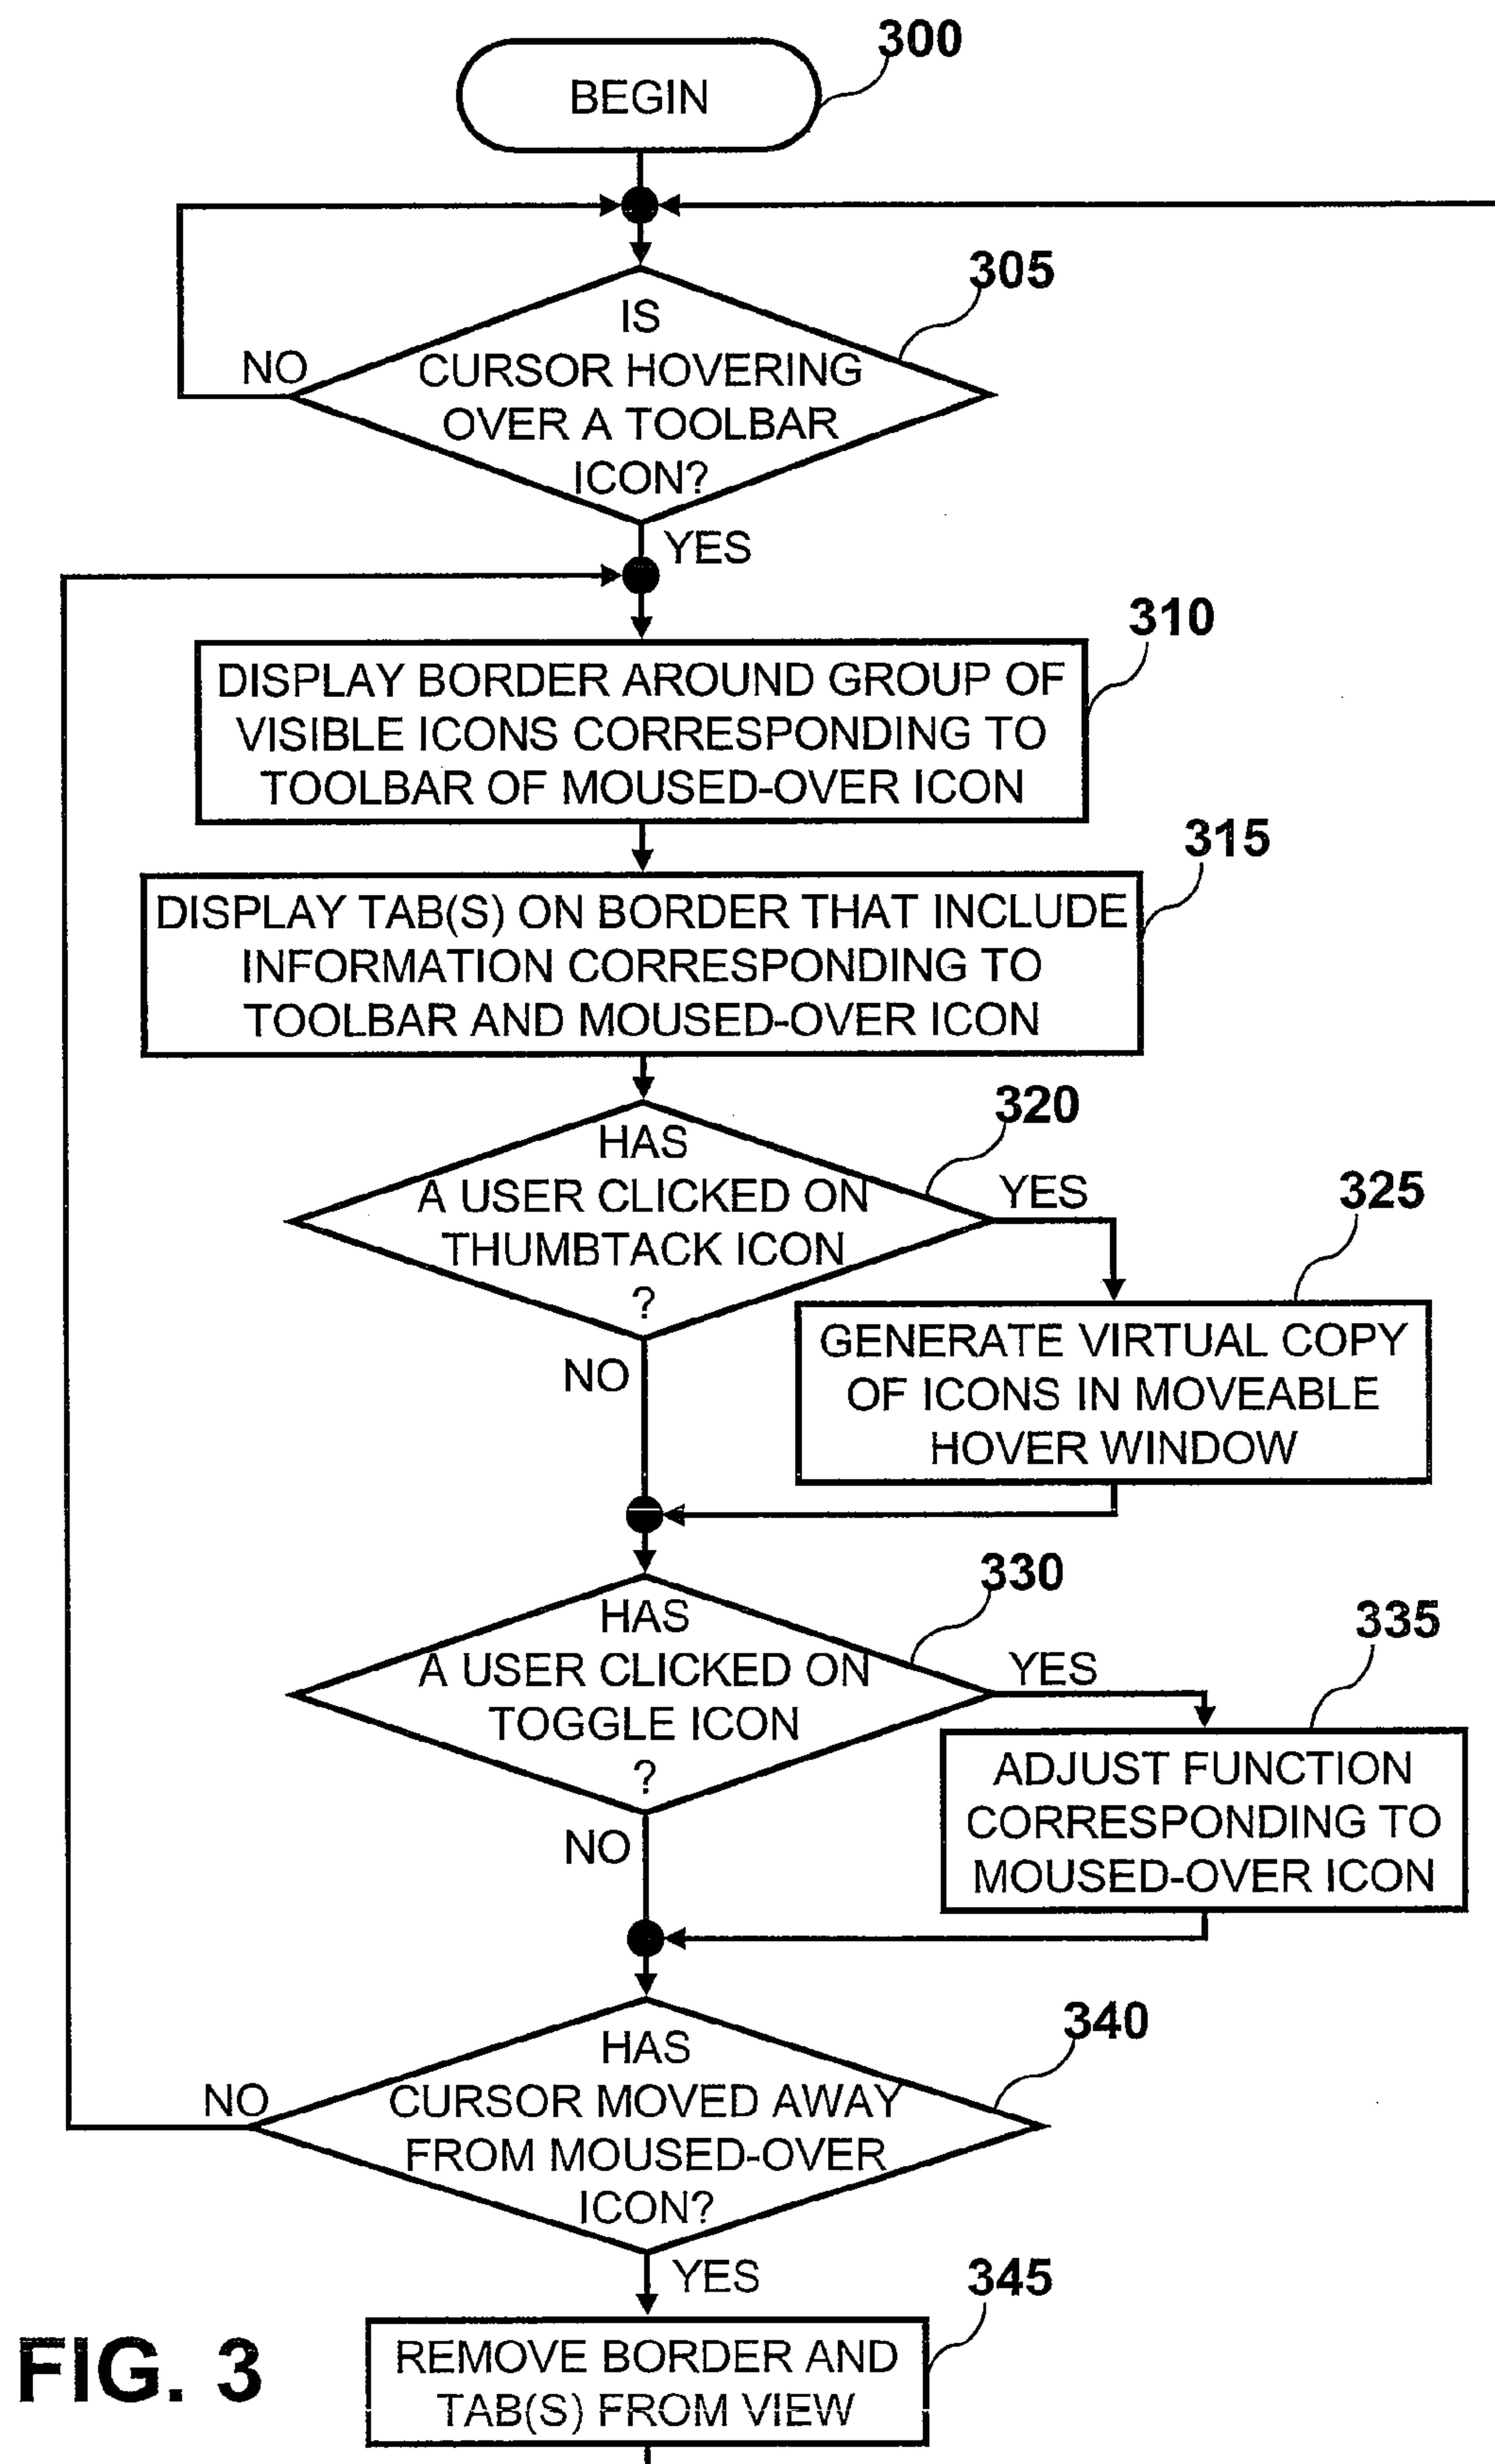 300
BEGIN
305
IS
CURSOR HOVERING
OVER A TOOLBAR
ICON?
NO
YES
310
DISPLAY BORDER AROUND GROUP OF
VISIBLE ICONS CORRESPONDING TO
TOOLBAR OF MOUSED-OVER ICON
315
DISPLAY TAB(S) ON BORDER THAT INCLUDE
INFORMATION CORRESPONDING TO
TOOLBAR AND MOUSED-OVER ICON
320
HAS
A USER CLICKED ON
THUMBTACK ICON
?
YES
NO
325
GENERATE VIRTUAL COPY
OF ICONS IN MOVEABLE
HOVER WINDOW
330
HAS
A USER CLICKED ON
TOGGLE ICON
?
YES
NO
335
ADJUST FUNCTION
CORRESPONDING TO
MOUSED-OVER ICON
340
HAS
CURSOR MOVED AWAY
FROM MOUSED-OVER
ICON?
NO
YES
345
REMOVE BORDER AND
TAB(S) FROM VIEW
FIG. 3